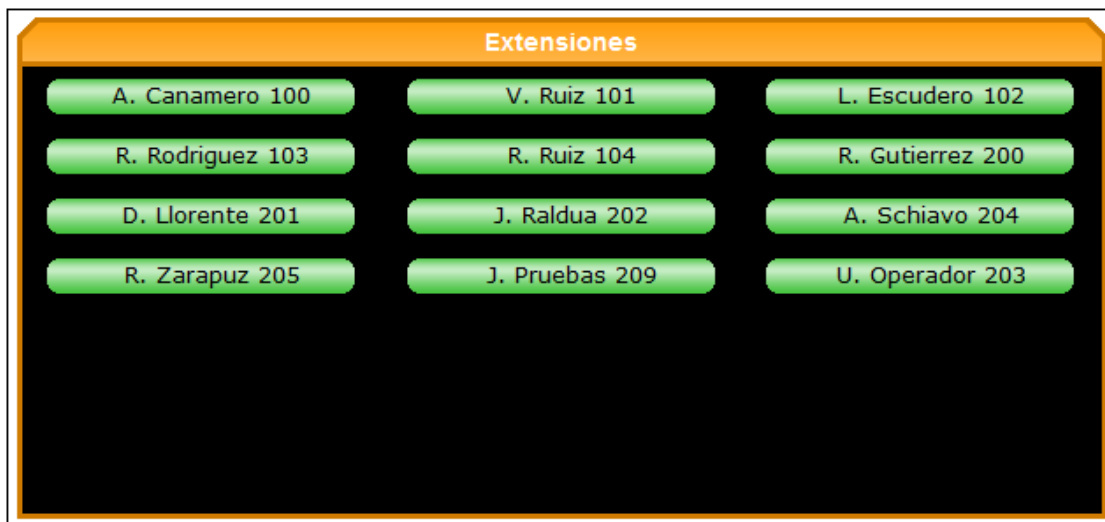 Extensiones
A. Canamero 100
V. Ruiz 101
L. Escudero 102
R. Rodriguez 103
R. Ruiz 104
R. Gutierrez 200
D. Llorente 201
J. Raldua 202
A. Schiavo 204
R. Zarapuz 205
J. Pruebas 209
U. Operador 203